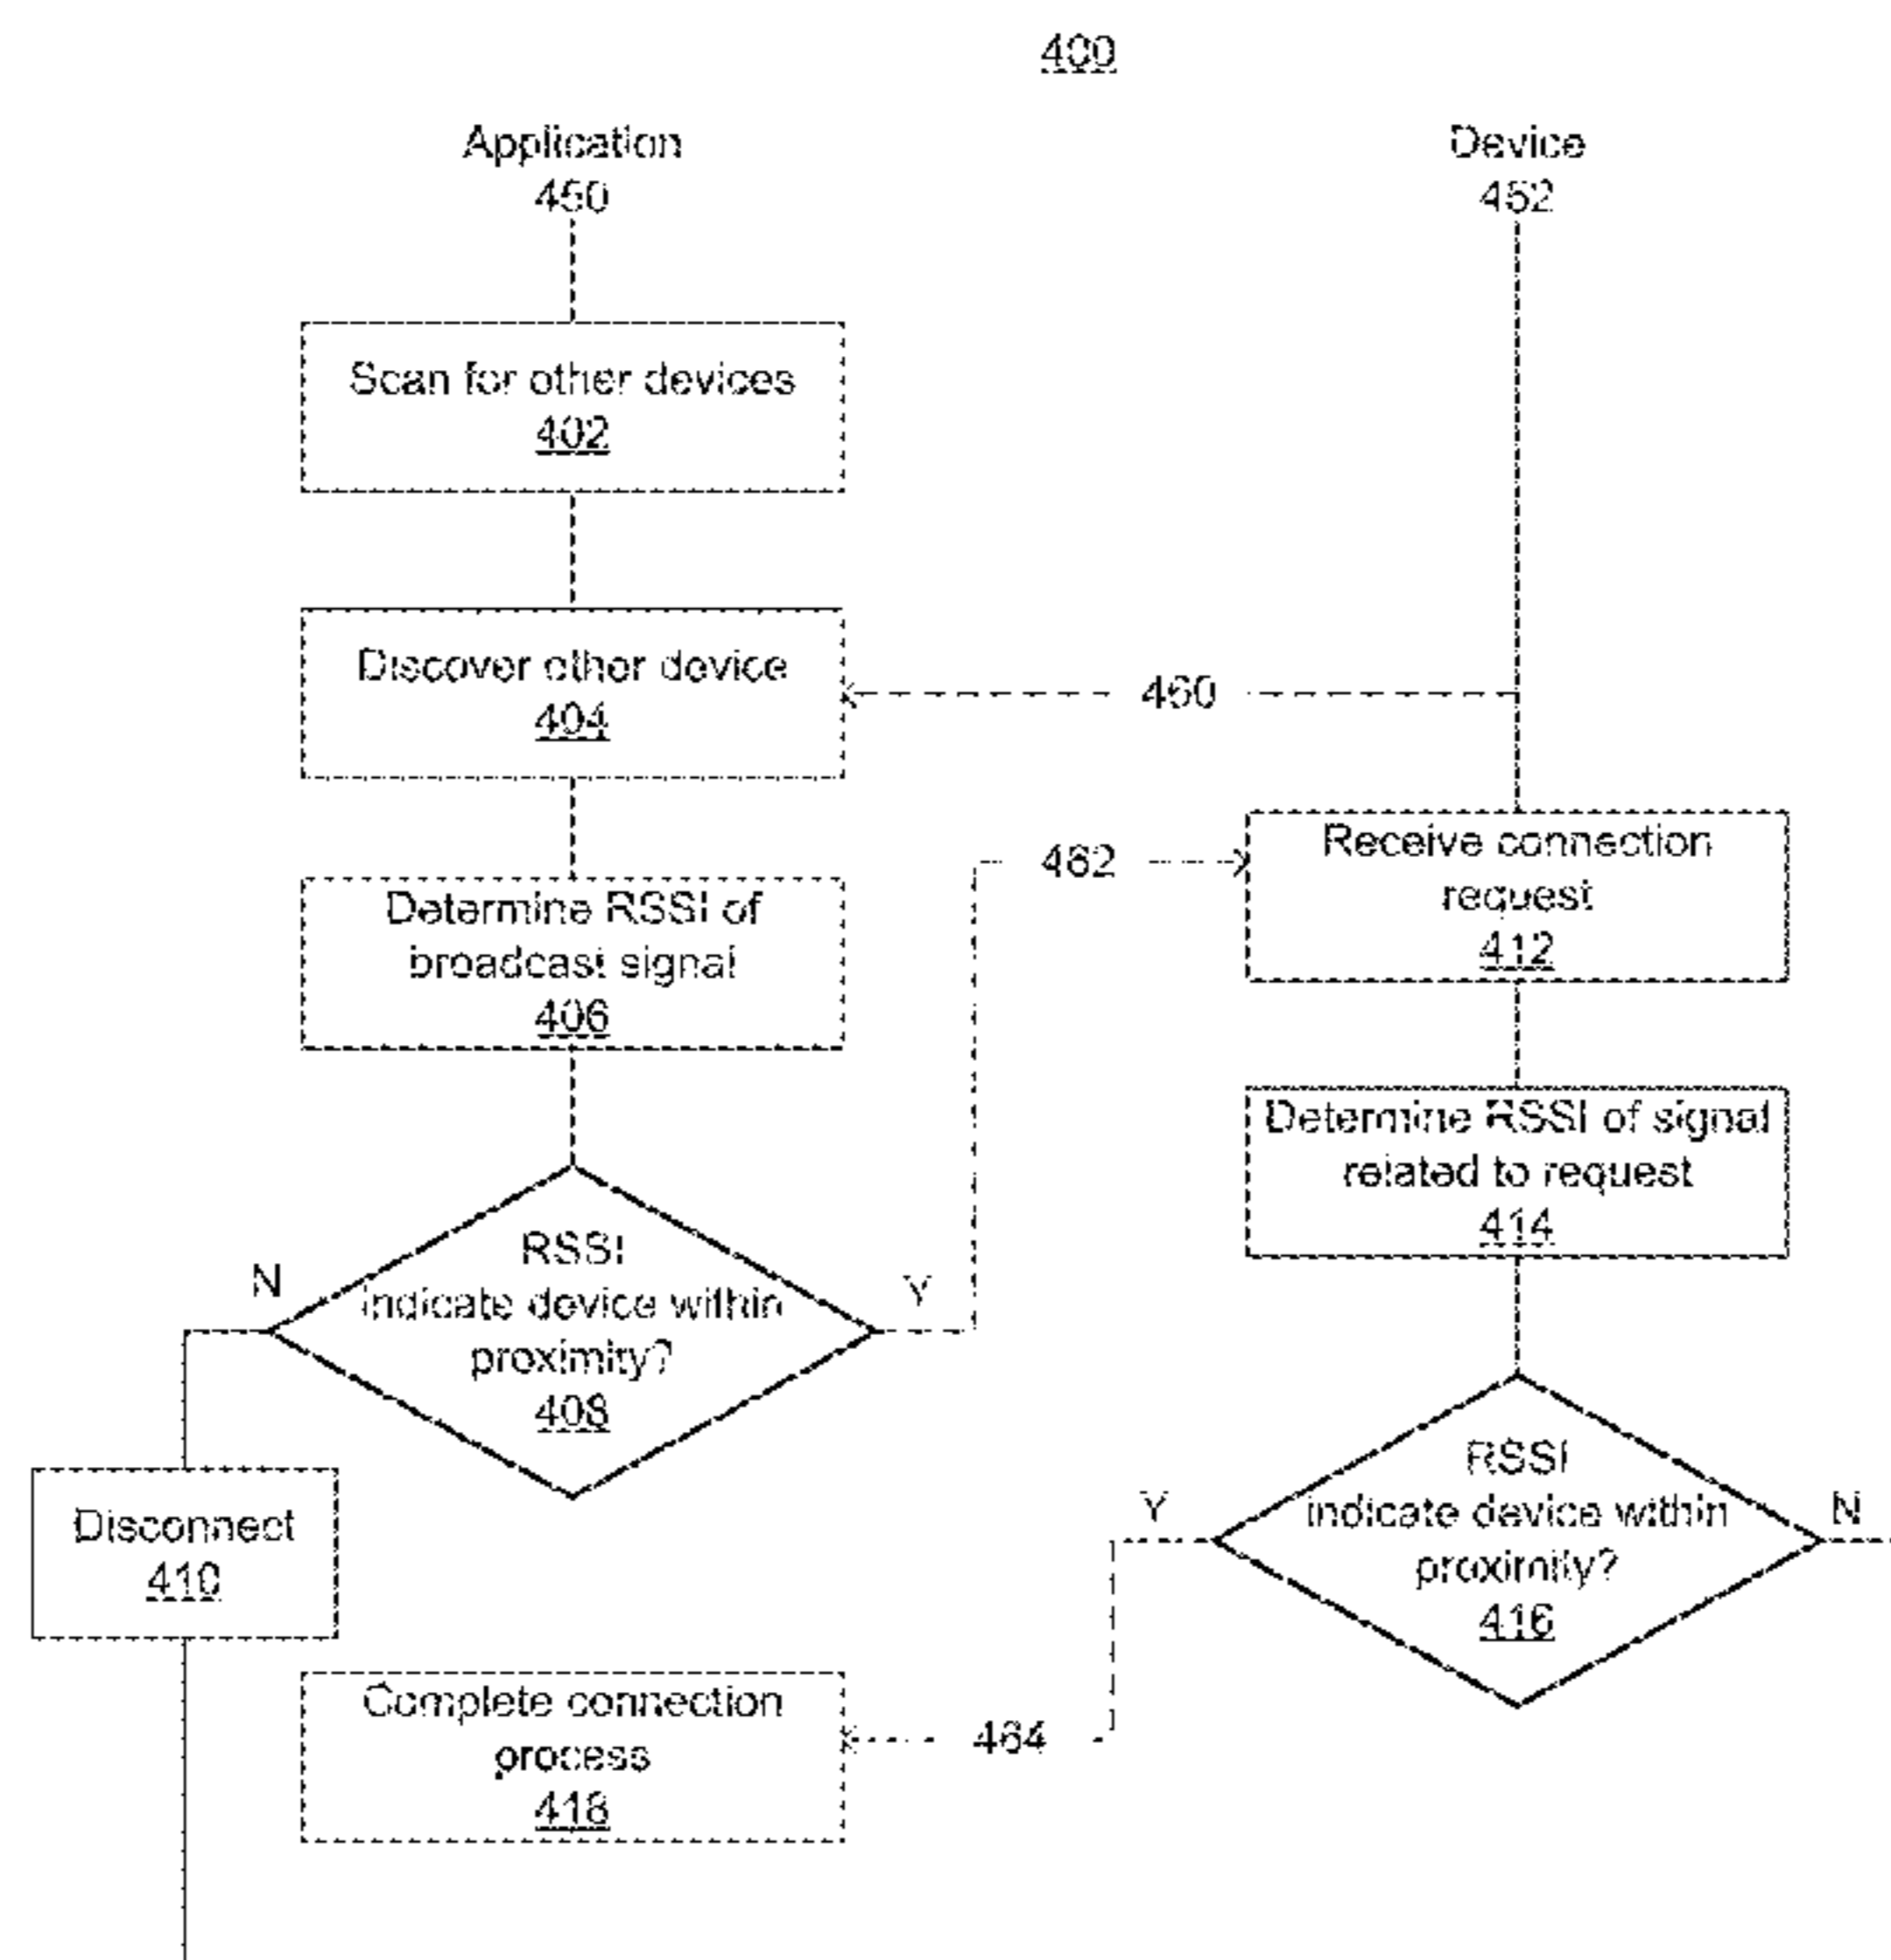 400
Application
450
Device
452
Scan for other devices
402
Discover other device
404
460
Receive connection
request
412
462
Determine RSSI of
broadcast signal
406
Determine RSSI of signal
related to request
414
RSSI
indicate device within
proximity?
408
N
Y
RSSI
indicate device within
proximity?
416
Y
N
Disconnect
410
Complete connection
process
418
464